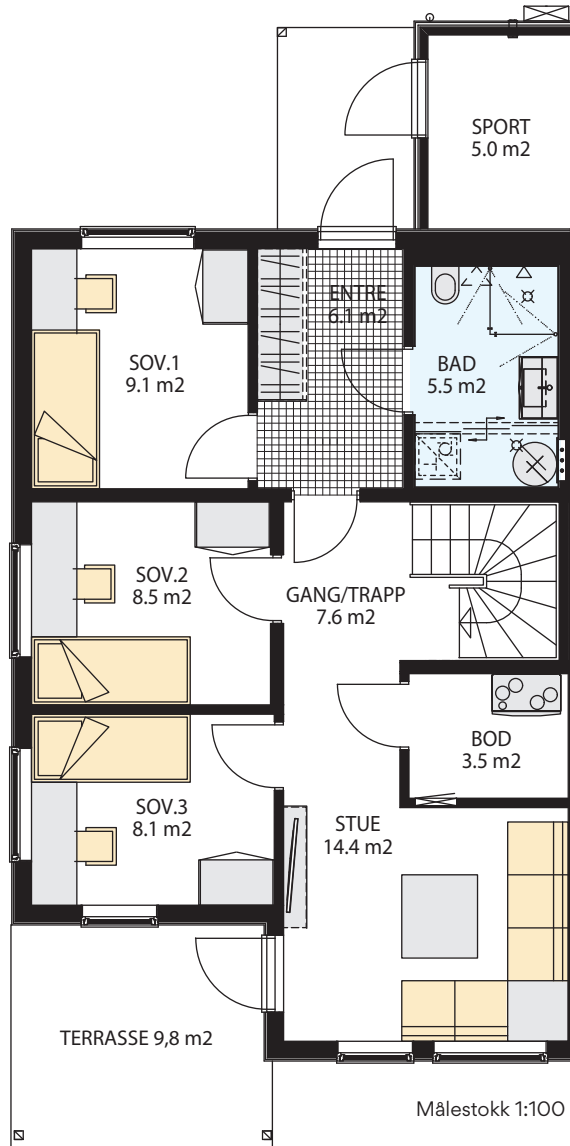 SPORT
5.0 m2
ENTRE
6.1 m2
SOV.1
9.1 m2
BAD
5.5 m2
SOV.2
8.5 m2
GANG/TRAPP
7.6 m2
BOD
3.5 m2
SOV.3
8.1 m2
STUE
14.4 m2
TERRASSE 9,8 m2
Målestokk 1:100